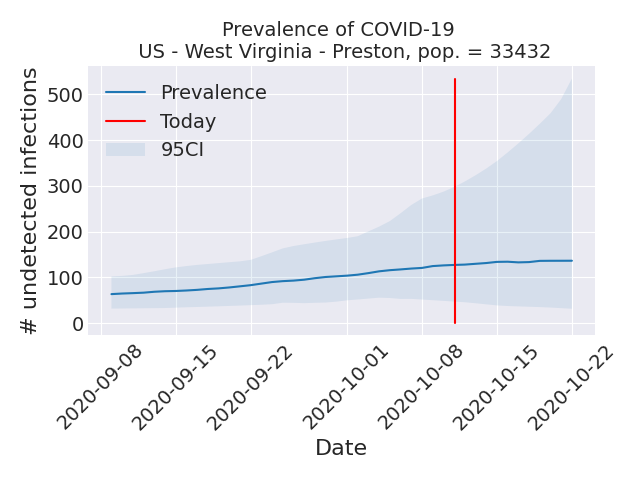 Prevalence of COVID-19
US - West Virginia - Preston, pop. = 33432
# undetected infections
500
400
300
200
100
0
Prevalence
Today
95CI
2020-09-08
2020-09-15
2020-09-22
2020-10-01
2020-10-08
2020-10-15
2020-10-22
Date